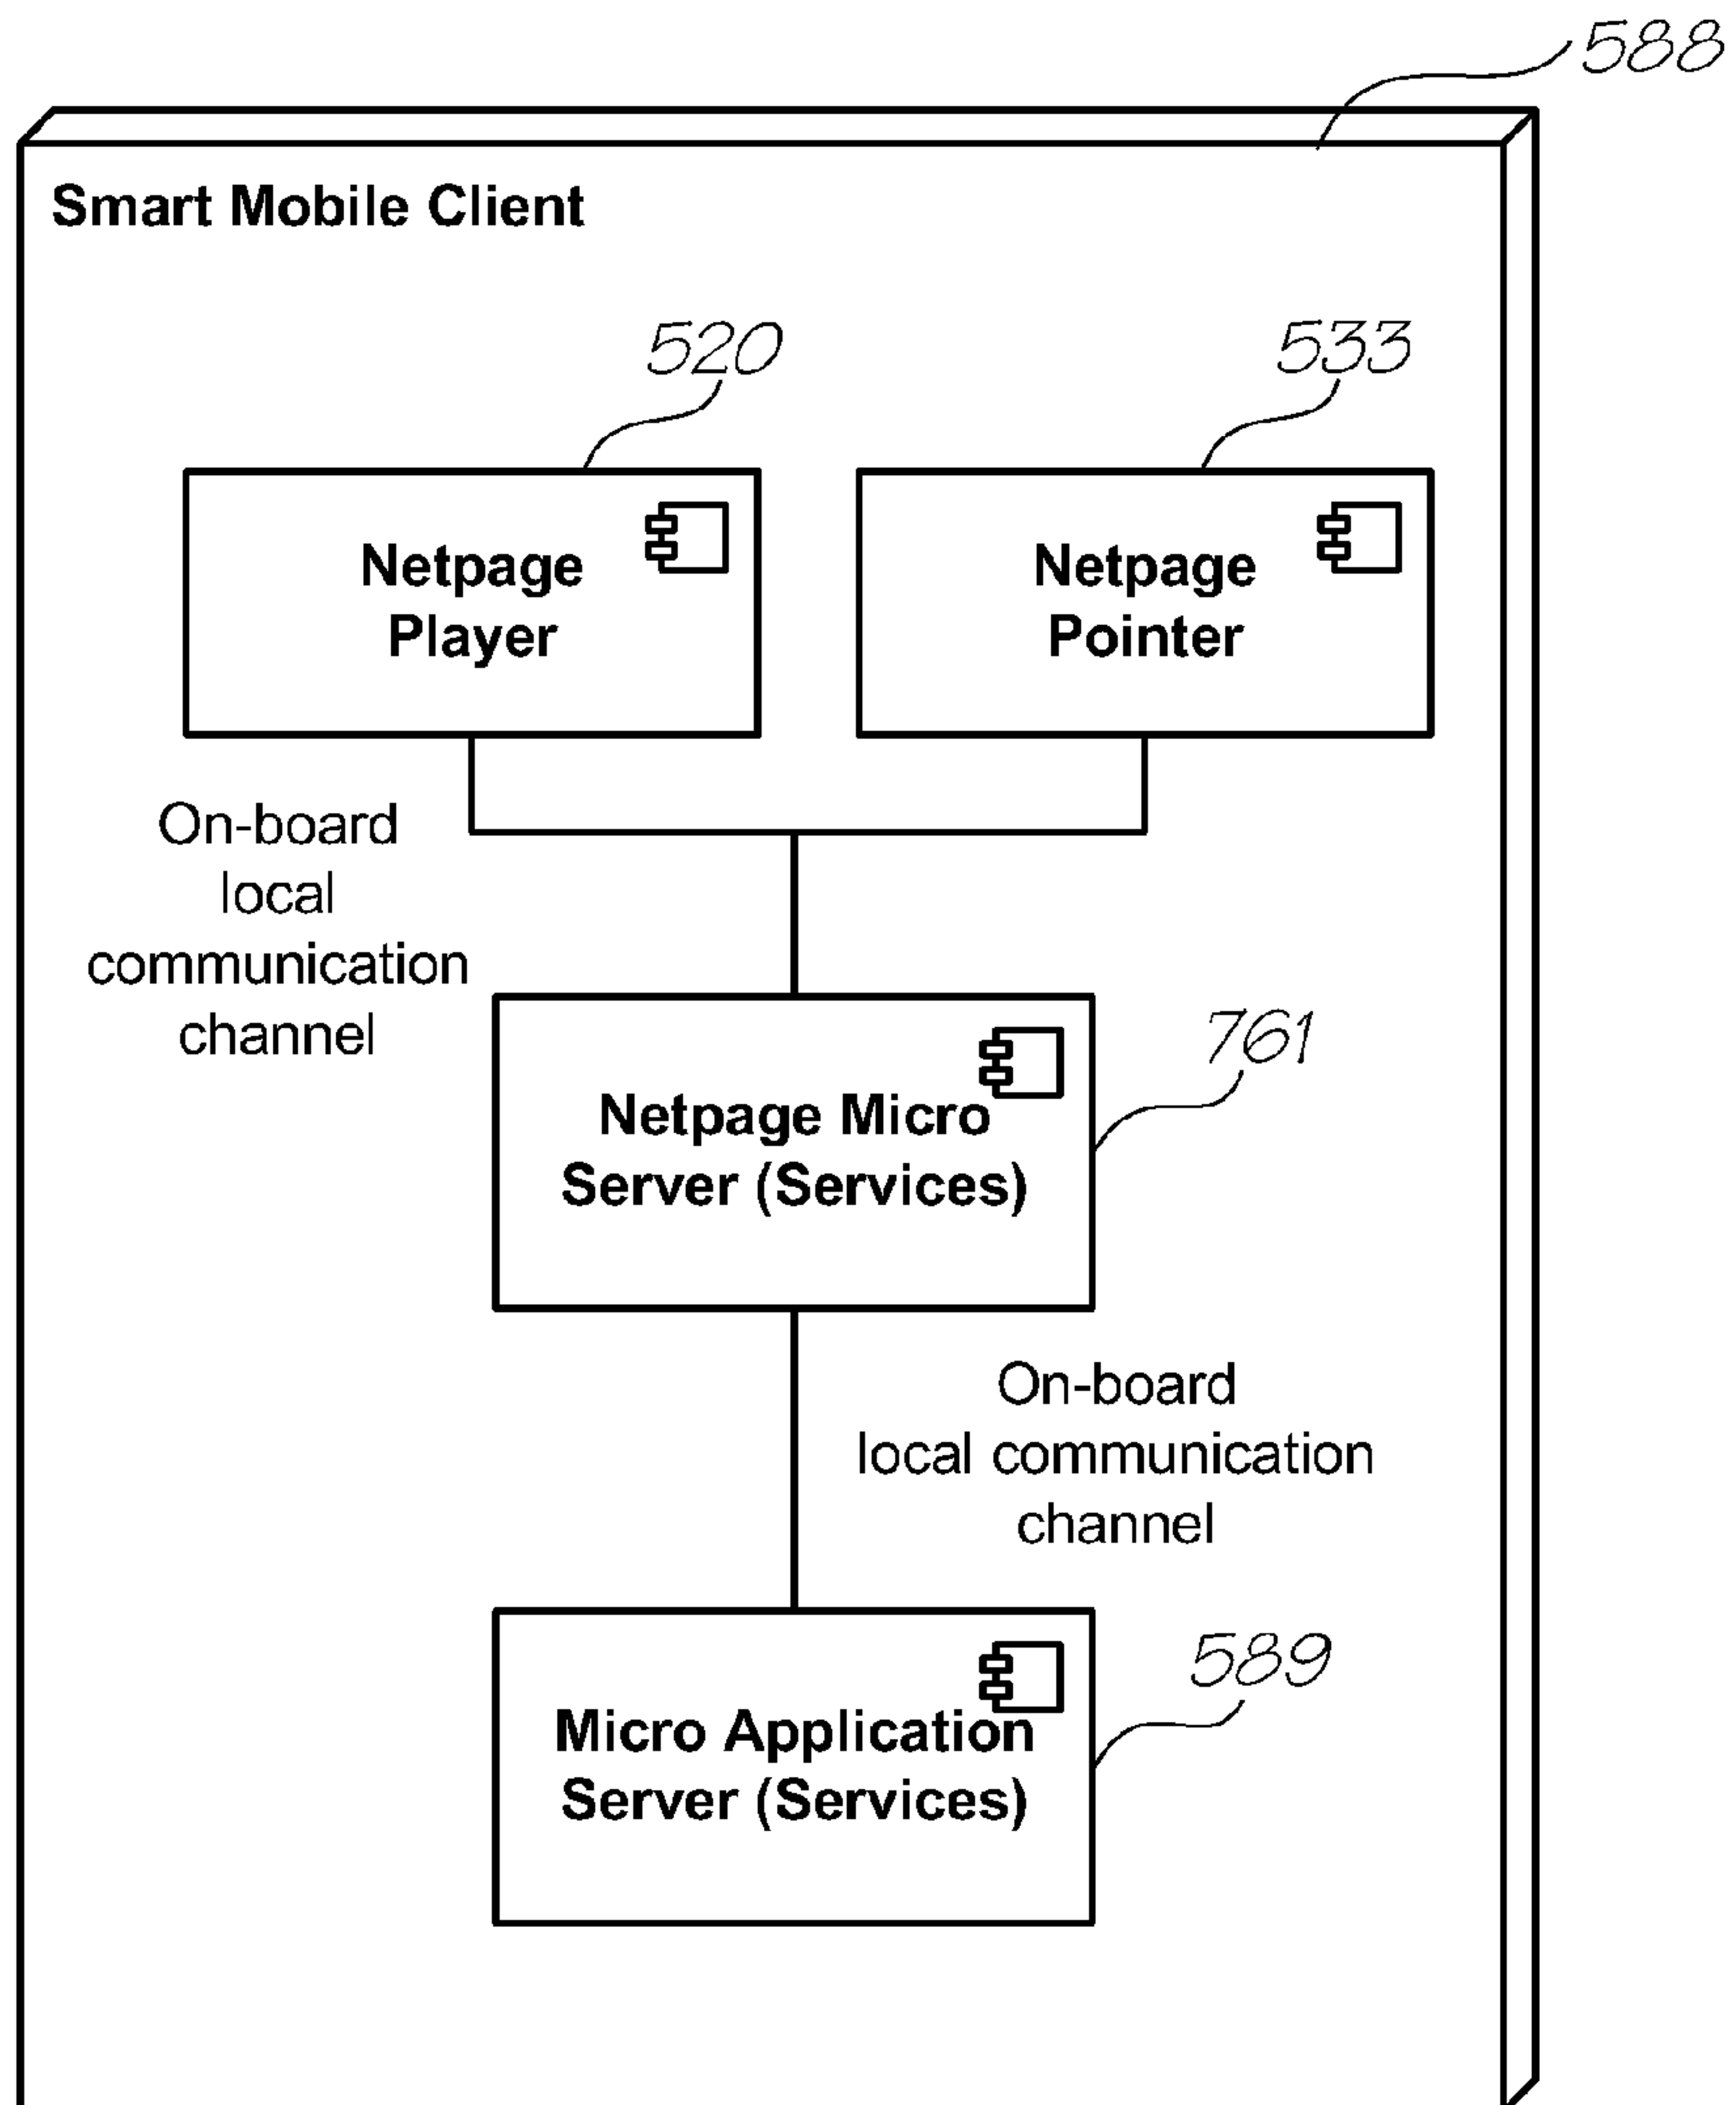 588
Smart Mobile Client
520
533
Netpage
Player
Netpage
Pointer
On-board
local
communication
channel
761
Netpage Micro
Server (Services)
On-board
local communication
channel
589
Micro Application
Server (Services)